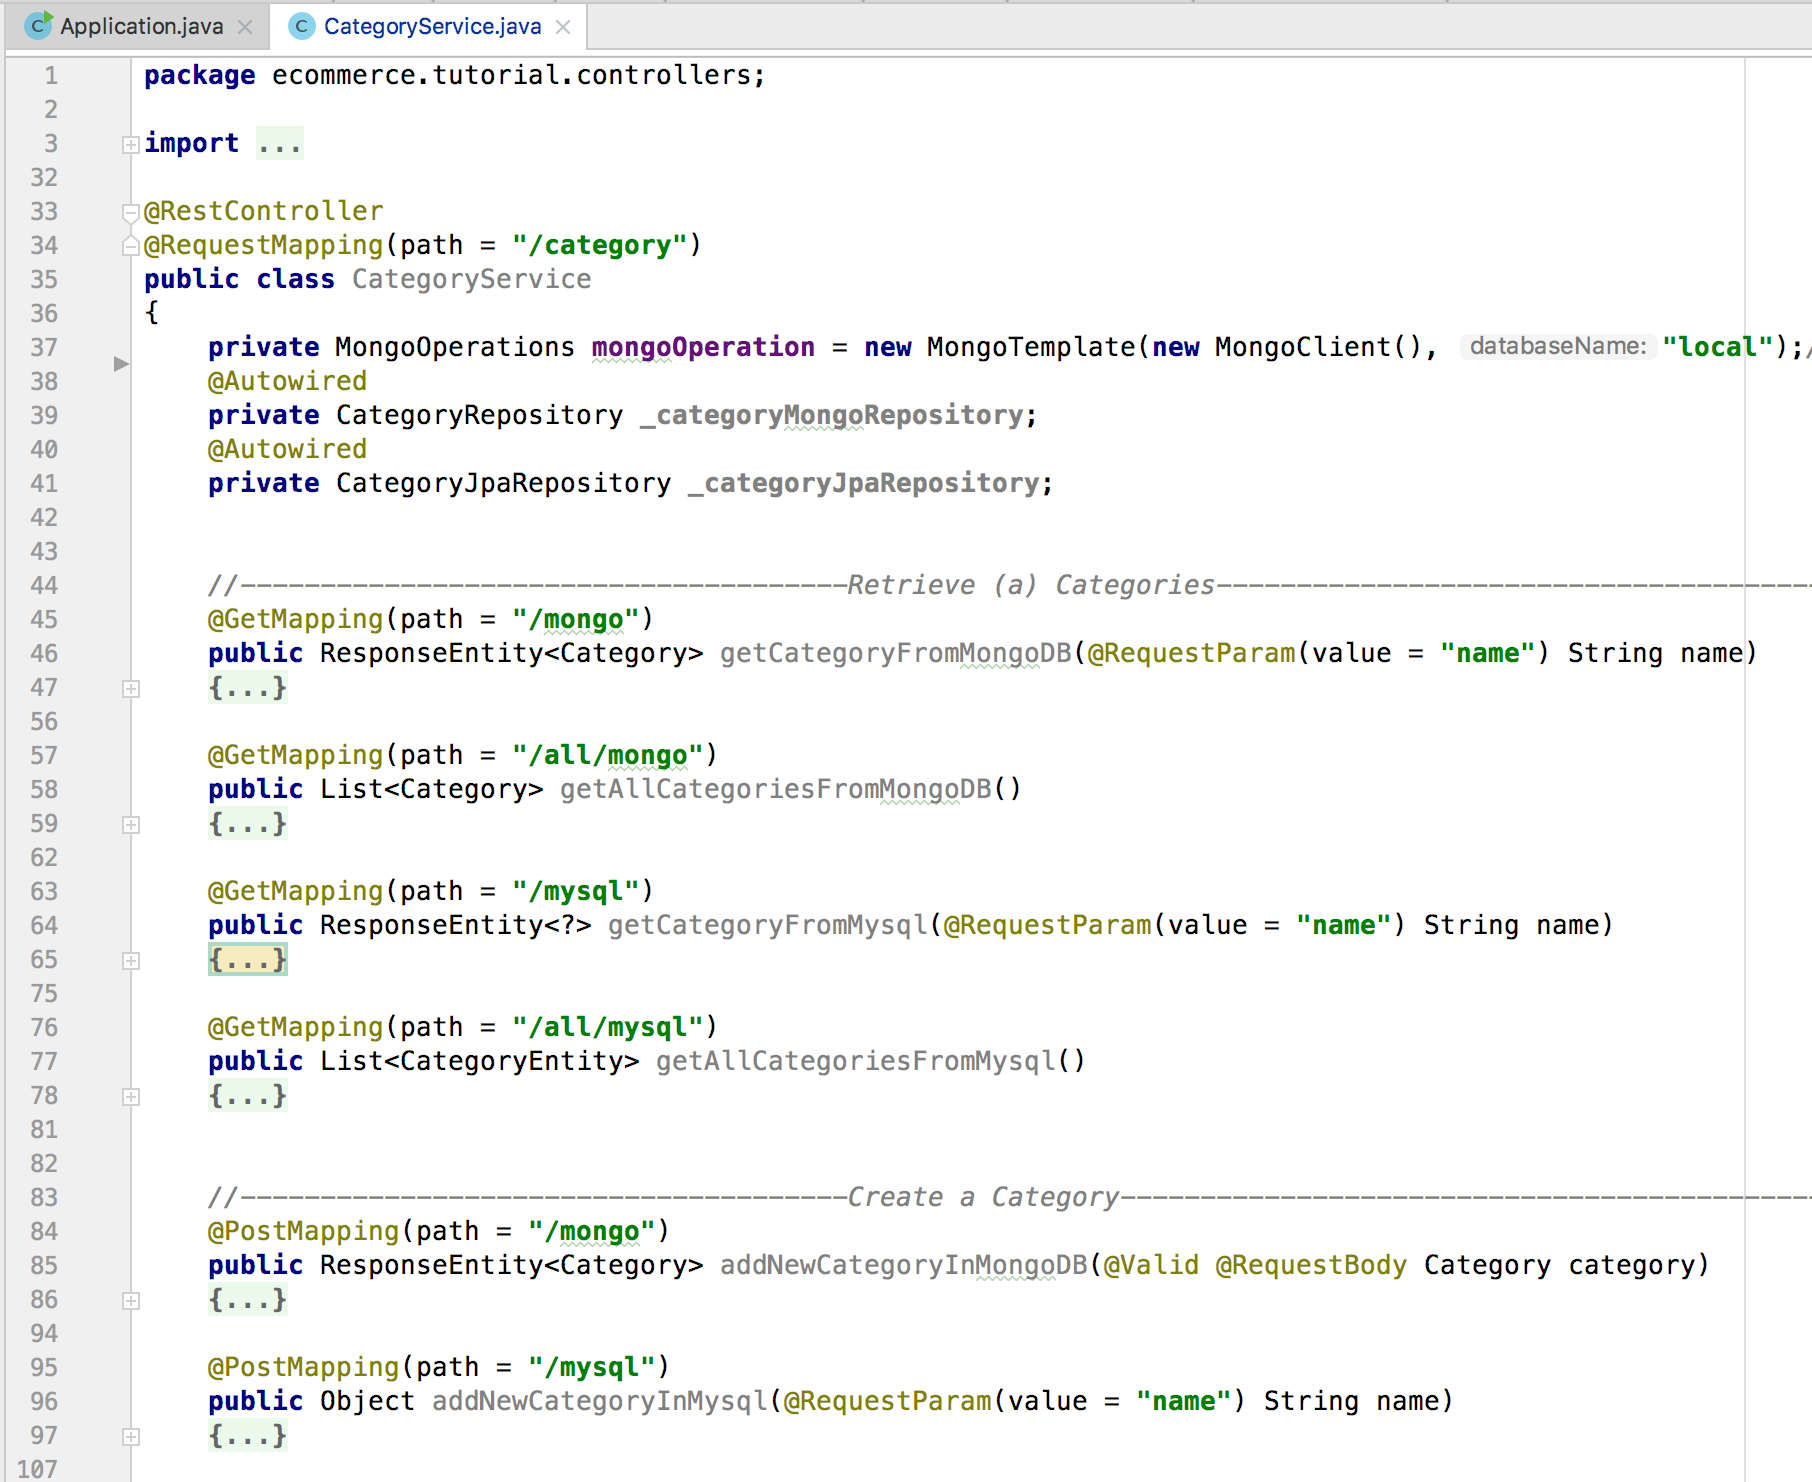 Application.java CategoryService.java
1 package ecommerce.tutorial.controllers;
2
3 import ...
32
33 @RestController
34 @RequestMapping(path = "/category")
35 public class CategoryService
36 {
37 private MongoOperations mongoOperation = new MongoTemplate(new MongoClient(), databaseName: "local");/
38 @Autowired
39 private CategoryRepository _categoryMongoRepository;
40 @Autowired
41 private CategoryJpaRepository _categoryJpaRepository;
42
43
44 //--------------------------------------Retrieve (a) Categories--------------------------------------
45 @GetMapping(path = "/mongo")
46 public ResponseEntity<Category> getCategoryFromMongoDB(@RequestParam(value = "name") String name)
47 {...}
56
57 @GetMapping(path = "/all/mongo")
58 public List<Category> getAllCategoriesFromMongoDB()
59 {...}
62
63 @GetMapping(path = "/mysql")
64 public ResponseEntity<?> getCategoryFromMysql(@RequestParam(value = "name") String name)
65 {...}
75
76 @GetMapping(path = "/all/mysql")
77 public List<CategoryEntity> getAllCategoriesFromMysql()
78 {...}
81
82
83 //--------------------------------------Create a Category--------------------------------------------
84 @PostMapping(path = "/mongo")
85 public ResponseEntity<Category> addNewCategoryInMongoDB(@Valid @RequestBody Category category)
86 {...}
94
95 @PostMapping(path = "/mysql")
96 public Object addNewCategoryInMysql(@RequestParam(value = "name") String name)
97 {...}
107